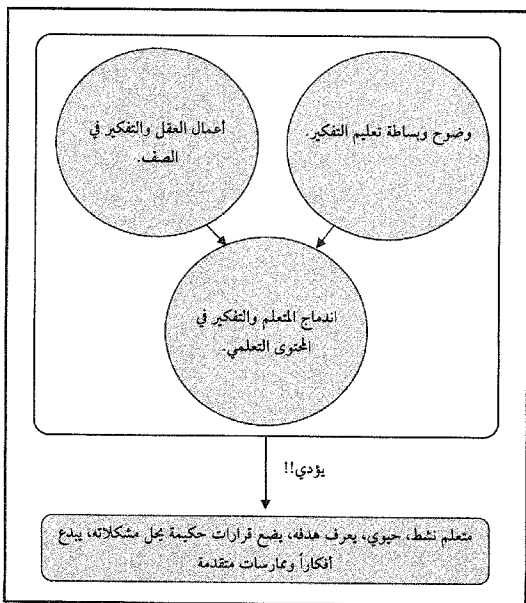 وضوح وبساطة تعليم التفكير.
أعمال العقل والتفكير في
الصف.
اندماج المتعلم والتفكير في
المحتوى التعلمي.
يؤدي!!
متعلم نشط، حيوي، يعرف هدفه، يضع قرارات حكيمة يحل مشكلاته، يبدع
أفكاراً وممارسات متقدمة